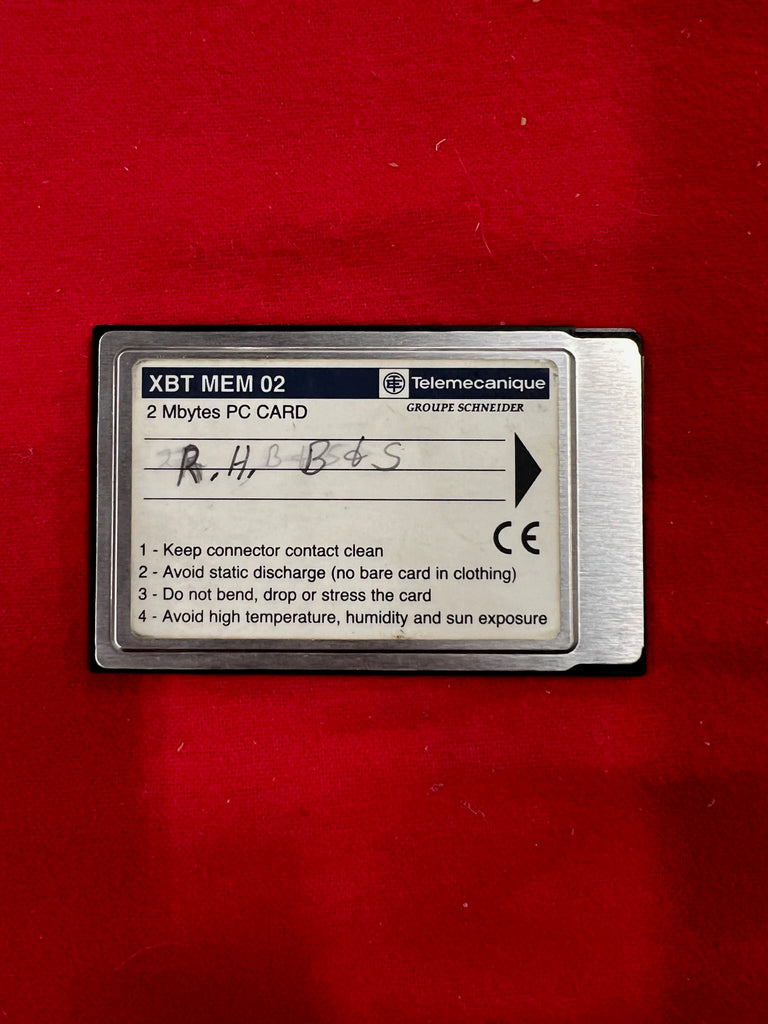 XBT MEM 02
Telemecanique
2 Mbytes PC CARD
GROUPE SCHNEIDER
R. H. B & S
CE
1 - Keep connector contact clean
2 - Avoid static discharge (no bare card in clothing)
3 - Do not bend, drop or stress the card
4 - Avoid high temperature, humidity and sun exposure